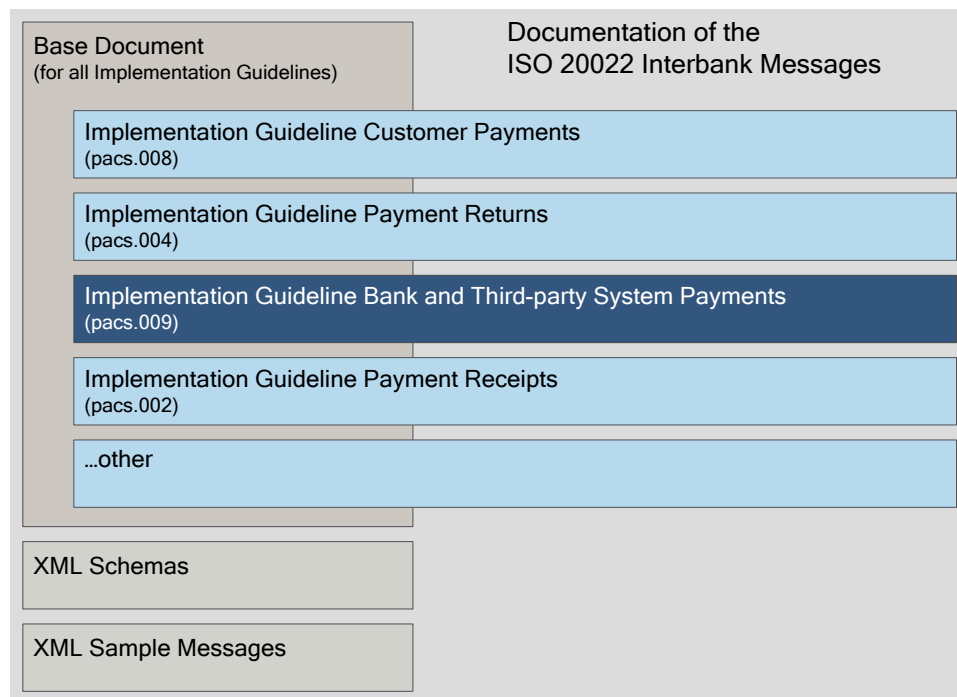 Base Document
(for all Implementation Guidelines)
Documentation of the
ISO 20022 Interbank Messages
Implementation Guideline Customer Payments
(pacs.008)
Implementation Guideline Payment Returns
(pacs.004)
Implementation Guideline Bank and Third-party System Payments
(pacs.009)
Implementation Guideline Payment Receipts
(pacs.002)
…other
XML Schemas
XML Sample Messages